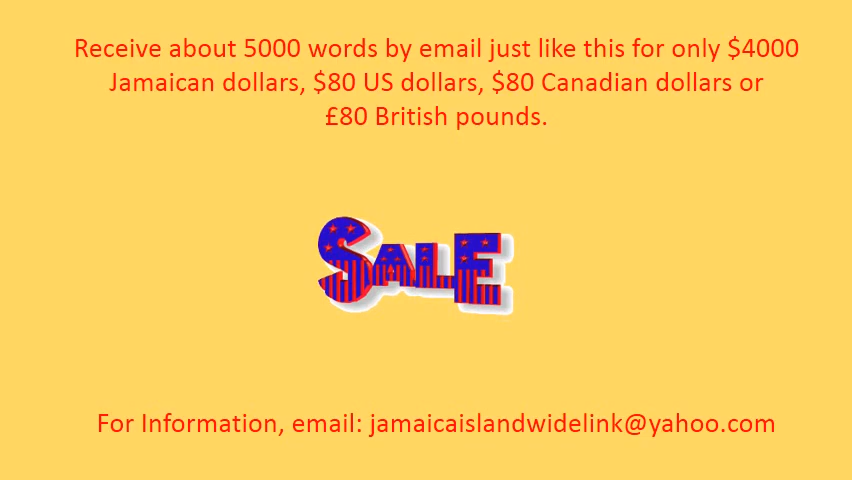 Receive about 5000 words by email just like this for only $4000
Jamaican dollars, $80 US dollars, $80 Canadian dollars or
£80 British pounds.
SALE
For Information, email: jamaicaislandwidelink@yahoo.com